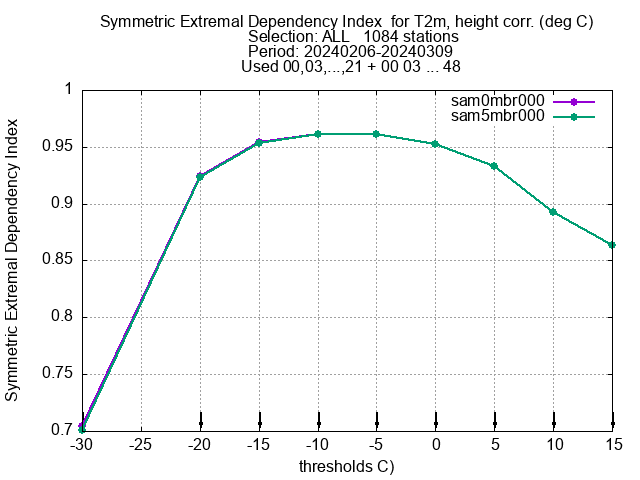 Symmetric Extremal Dependency Index  for T2m, height corr. (deg C)
Selection: ALL   1084 stations
Period: 20240206-20240309
Used 00,03,...,21 + 00 03 ... 48
sam0mbr000
sam5mbr000
Symmetric Extremal Dependency Index
1
0.95
0.9
0.85
0.8
0.75
0.7
-30 -25 -20 -15 -10 -5 0 5 10 15
thresholds C)